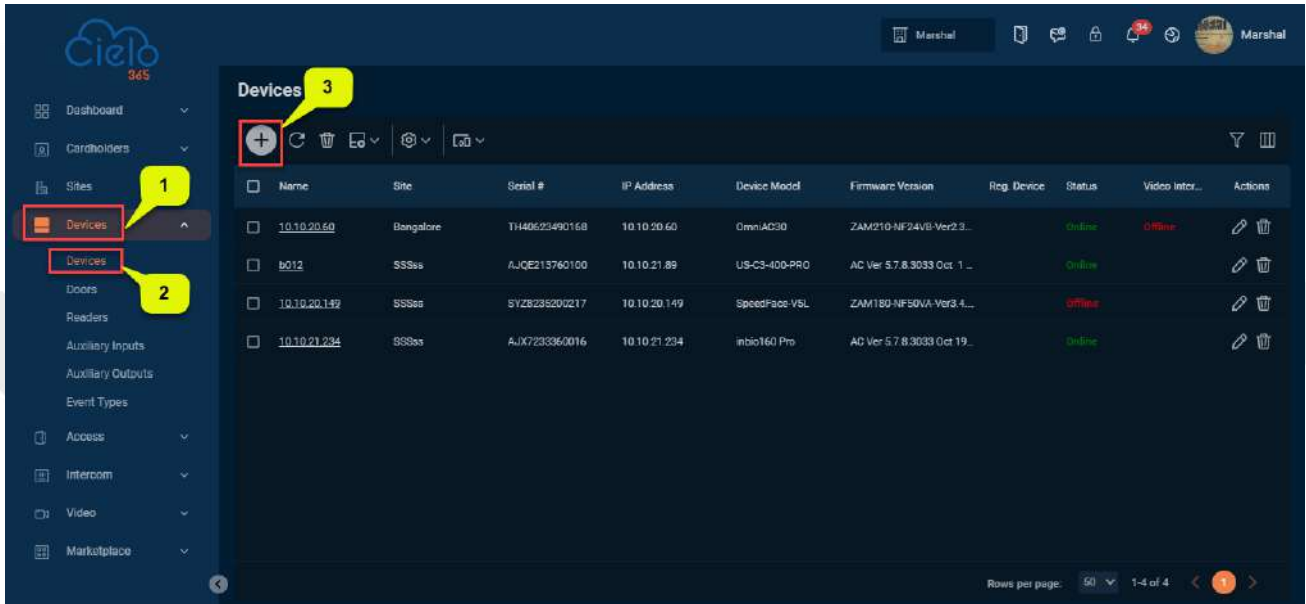 Cielo
365
Marshal
34
Marshal
Dashboard
Cardholders
Sites
1
Devices
Devices
2
Doors
Readers
Auxiliary Inputs
Auxiliary Outputs
Event Types
Access
Intercom
Video
Marketplace
Devices
3
Name Site Serial # IP Address Device Model Firmware Version Reg. Device Status Video Inter... Actions
10.10.20.60 Bangalore TH40623490168 10.10.20.60 OmniAC30 ZAM210-NF24VB-Ver2.3... Online Offline
b012 SSSss AJQE213760100 10.10.21.89 US-C3-400-PRO AC Ver 5.7.8.3033 Oct 1 ... Online
10.10.20.149 SSSss SYZ8235200217 10.10.20.149 SpeedFace-V5L ZAM180-NF50VA-Ver3.4... Offline
10.10.21.234 SSSss AJX7233360016 10.10.21.234 inbio160 Pro AC Ver 5.7.8.3033 Oct 19... Online
Rows per page: 50 1-4 of 4 1